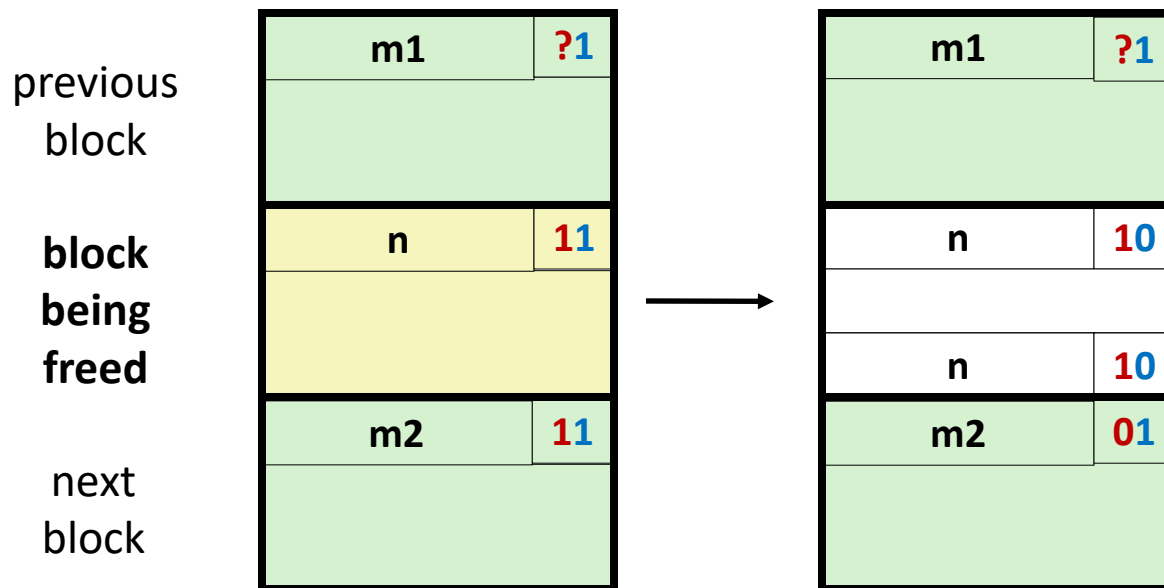 m1 ?1 m1 ?1
previous
block
n 11 n 10
block
being
freed
n 10
m2 11 m2 01
next
block